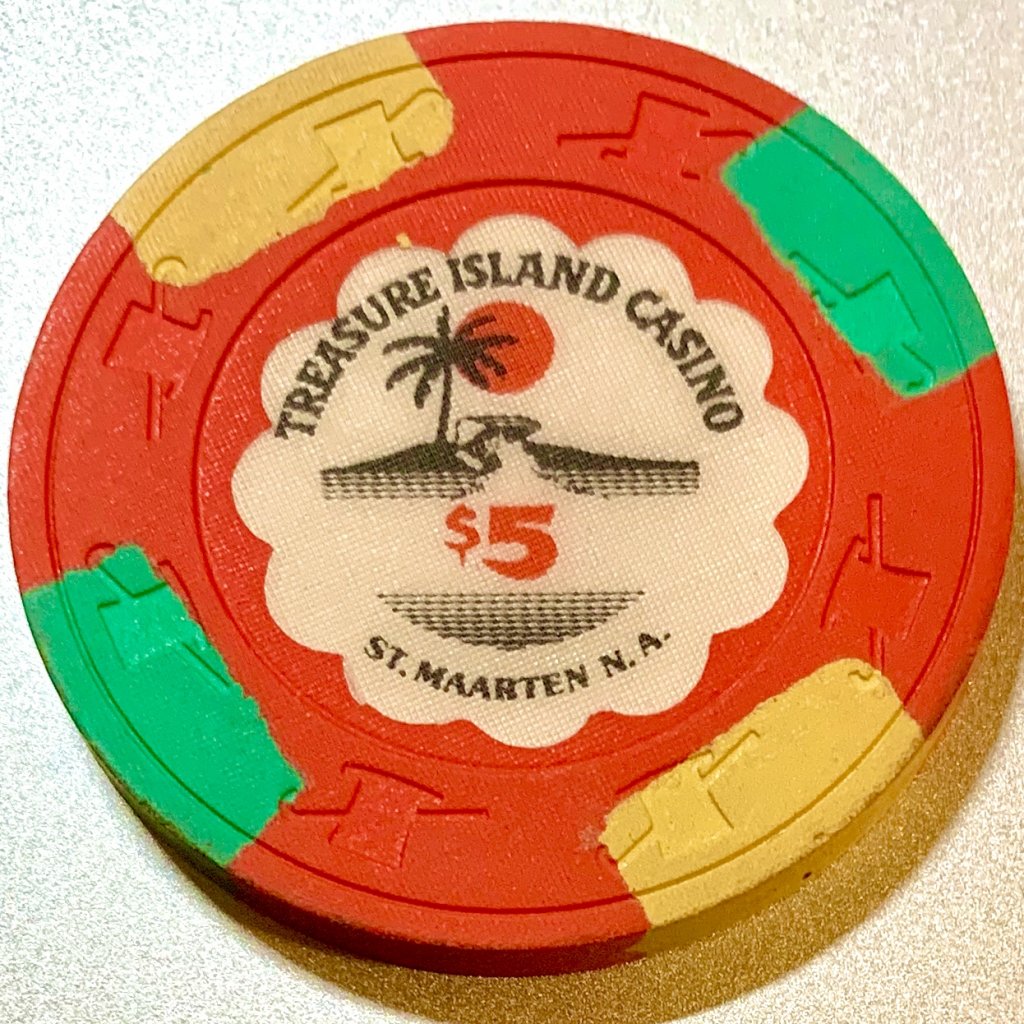 TREASURE ISLAND CASINO
$5
ST. MAARTEN N. A.